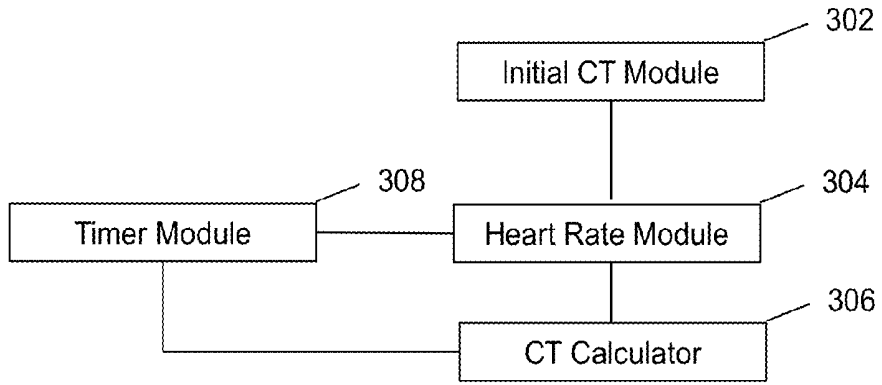 302
Initial CT Module
308
304
Timer Module
Heart Rate Module
306
CT Calculator